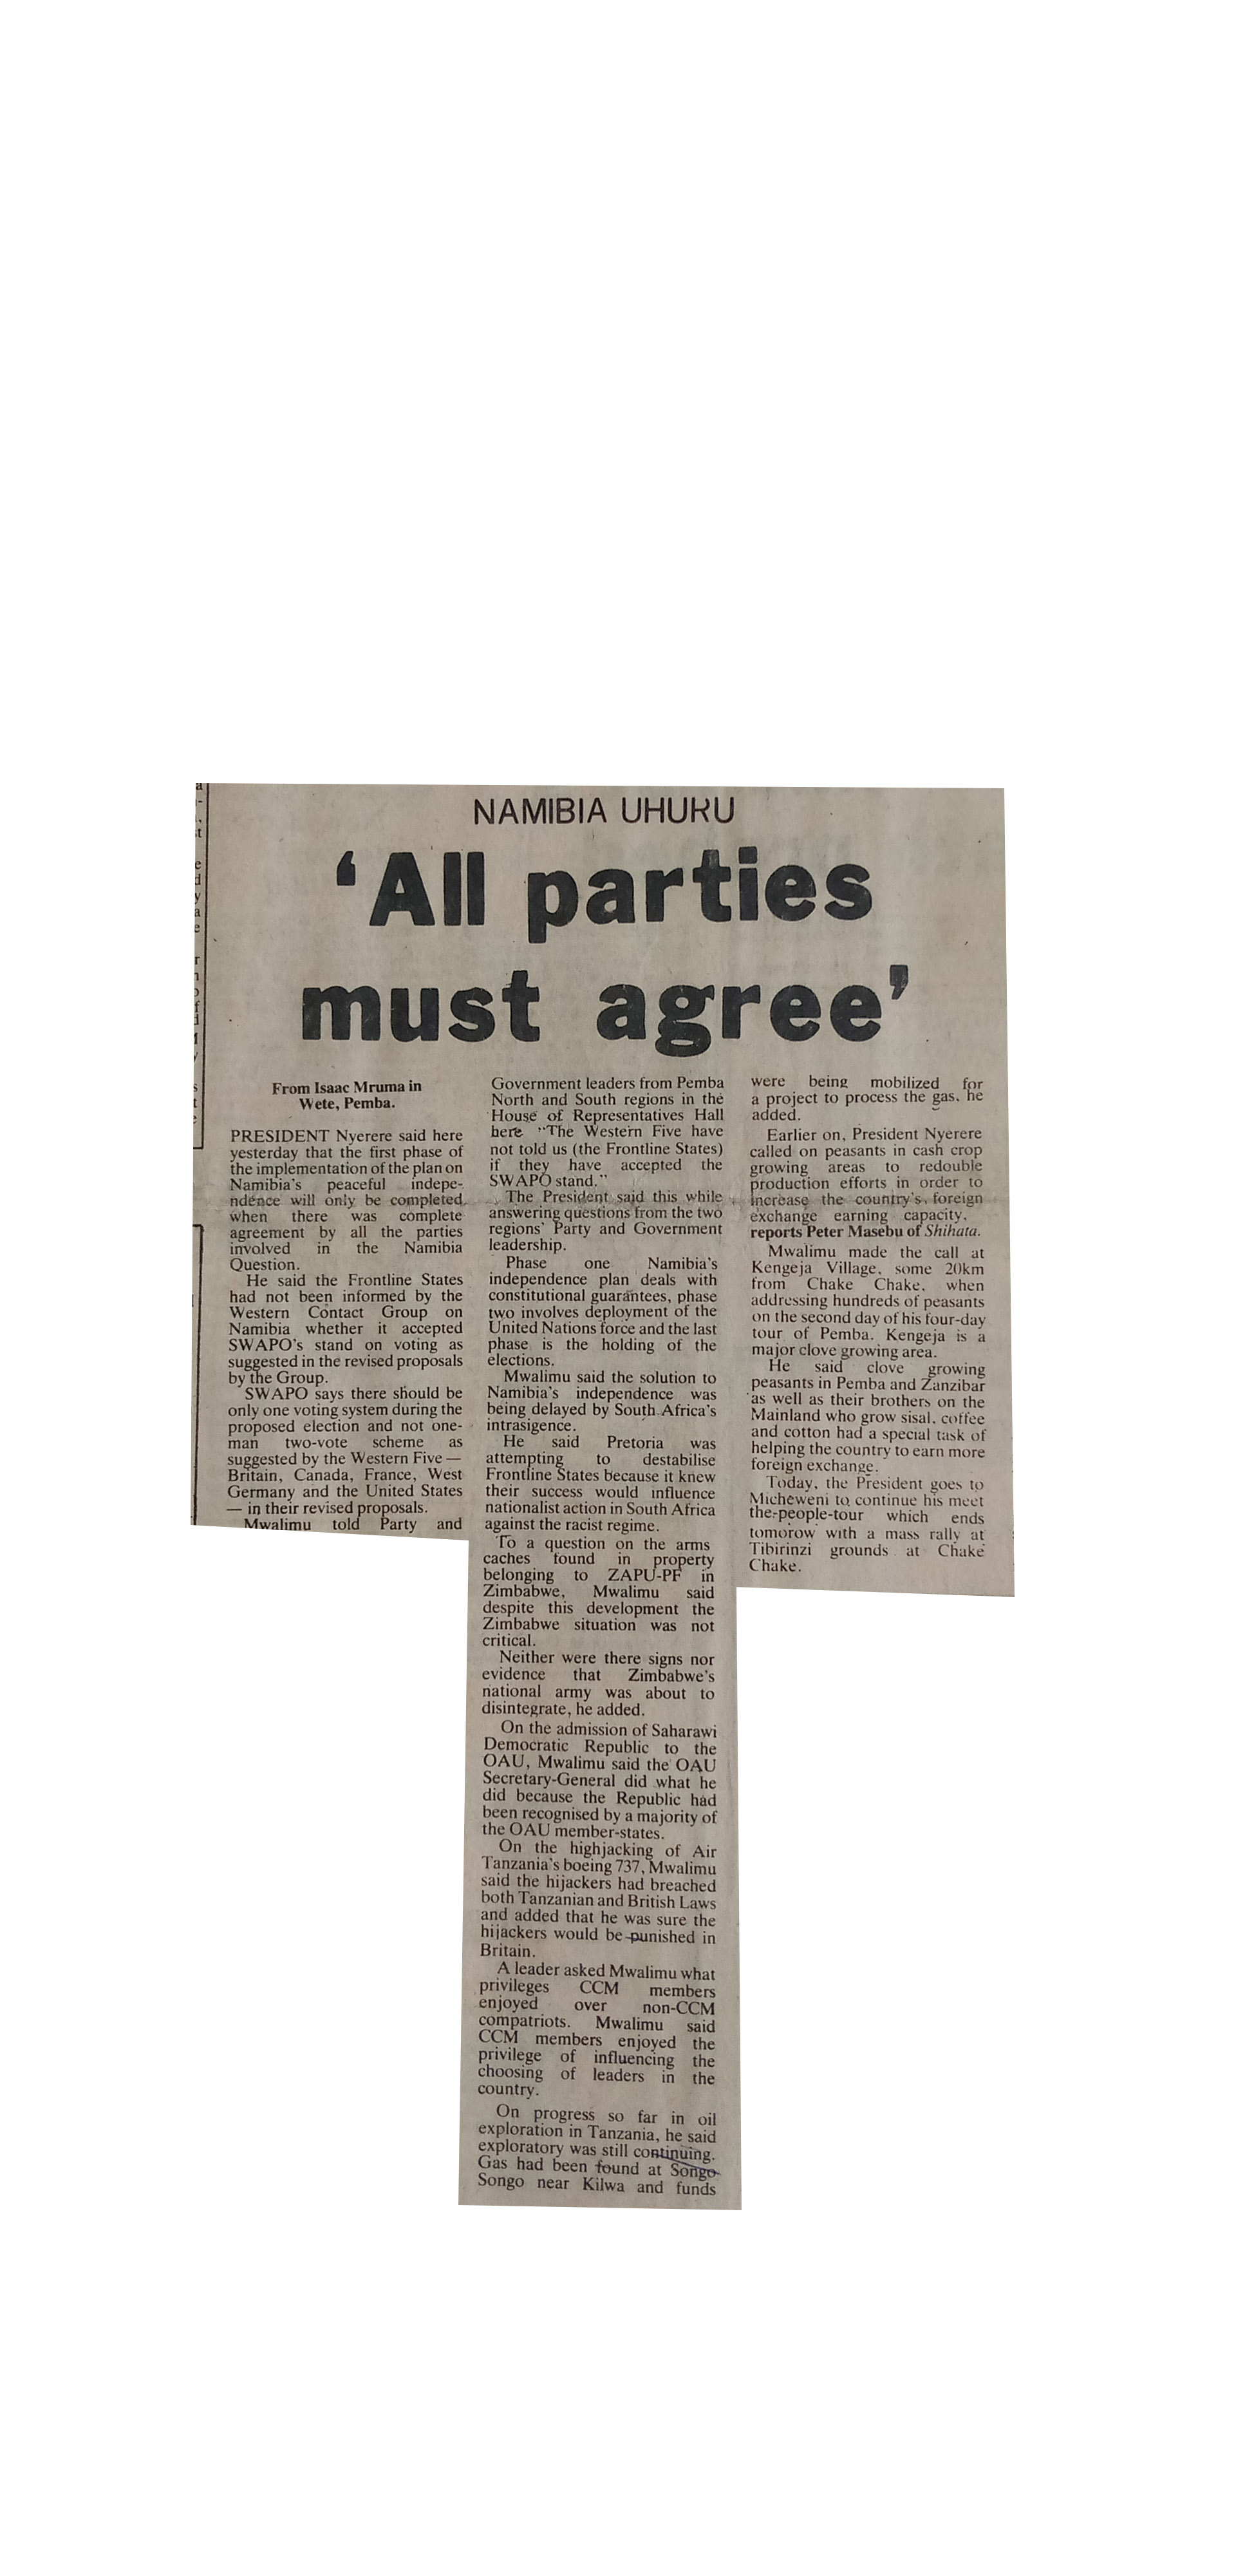 NAMIBIA UHURU
‘All parties
must agree’
From Isaac Mruma in
Wete, Pemba.
PRESIDENT Nyerere said here
yesterday that the first phase of
the implementation of the plan on
Namibia's peaceful indepe-
ndence will only be completed
when there was complete
agreement by all the parties
involved in the Namibia
Question.
He said the Frontline States
had not been informed by the
Western Contact Group on
Namibia whether it accepted
SWAPO's stand on voting as
suggested in the revised proposals
by the Group.
SWAPO says there should be
only one voting system during the
proposed election and not one-
man two-vote scheme as
suggested by the Western Five —
Britain, Canada, France, West
Germany and the United States
— in their revised proposals.
Mwalimu told Party and
Government leaders from Pemba
North and South regions in the
House of Representatives Hall
here "The Western Five have
not told us (the Frontline States)
if they have accepted the
SWAPO stand."
The President said this while
answering questions from the two
regions' Party and Government
leadership.
Phase one Namibia's
independence plan deals with
constitutional guarantees, phase
two involves deployment of the
United Nations force and the last
phase is the holding of the
elections.
Mwalimu said the solution to
Namibia's independence was
being delayed by South Africa's
intrasigence.
He said Pretoria was
attempting to destabilise
Frontline States because it knew
their success would influence
nationalist action in South Africa
against the racist regime.
To a question on the arms
caches found in property
belonging to ZAPU-PF in
Zimbabwe, Mwalimu said
despite this development the
Zimbabwe situation was not
critical.
Neither were there signs nor
evidence that Zimbabwe's
national army was about to
disintegrate, he added.
On the admission of Saharawi
Democratic Republic to the
OAU, Mwalimu said the OAU
Secretary-General did what he
did because the Republic had
been recognised by a majority of
the OAU member-states.
On the highjacking of Air
Tanzania's boeing 737, Mwalimu
said the hijackers had breached
both Tanzanian and British Laws
and added that he was sure the
hijackers would be punished in
Britain.
A leader asked Mwalimu what
privileges CCM members
enjoyed over non-CCM
compatriots. Mwalimu said
CCM members enjoyed the
privilege of influencing the
choosing of leaders in the
country.
On progress so far in oil
exploration in Tanzania, he said
exploratory was still continuing.
Gas had been found at Songo
Songo near Kilwa and funds
were being mobilized for
a project to process the gas, he
added.
Earlier on, President Nyerere
called on peasants in cash crop
growing areas to redouble
production efforts in order to
increase the country's foreign
exchange earning capacity,
reports Peter Masebu of Shihata.
Mwalimu made the call at
Kengeja Village, some 20km
from Chake Chake, when
addressing hundreds of peasants
on the second day of his four-day
tour of Pemba. Kengeja is a
major clove growing area.
He said clove growing
peasants in Pemba and Zanzibar
as well as their brothers on the
Mainland who grow sisal, coffee
and cotton had a special task of
helping the country to earn more
foreign exchange.
Today, the President goes to
Micheweni to continue his meet
the-people-tour which ends
tomorow with a mass rally at
Tibirinzi grounds at Chake
Chake.